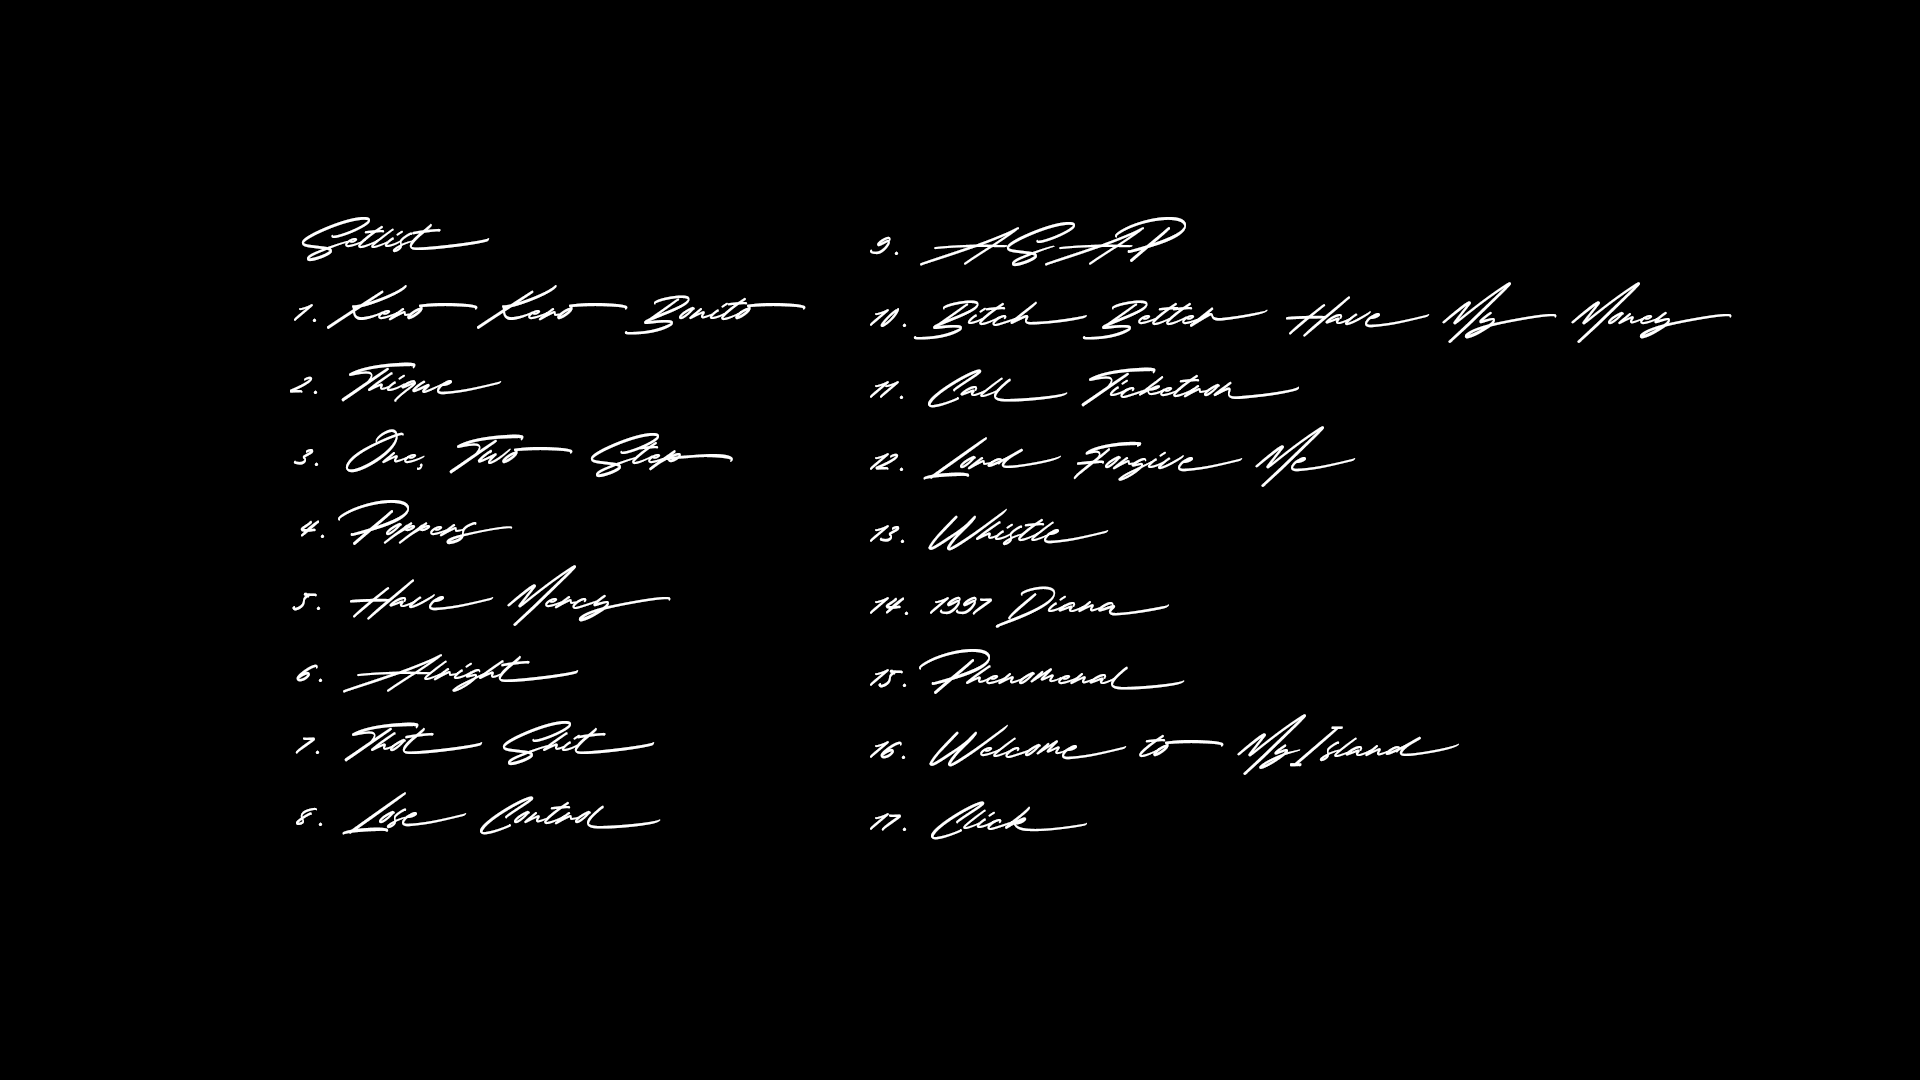 Setlist
1. Kero Kero Bonito
2. Thique
3. One, Two Step
4. Poppers
5. Have Mercy
6. Alright
7. Thot Shit
8. Lose Control
9. ASAP
10. Bitch Better Have My Money
11. Call Ticketron
12. Lord Forgive Me
13. Whistle
14. 1997 Diana
15. Phenomenal
16. Welcome to My Island
17. Click